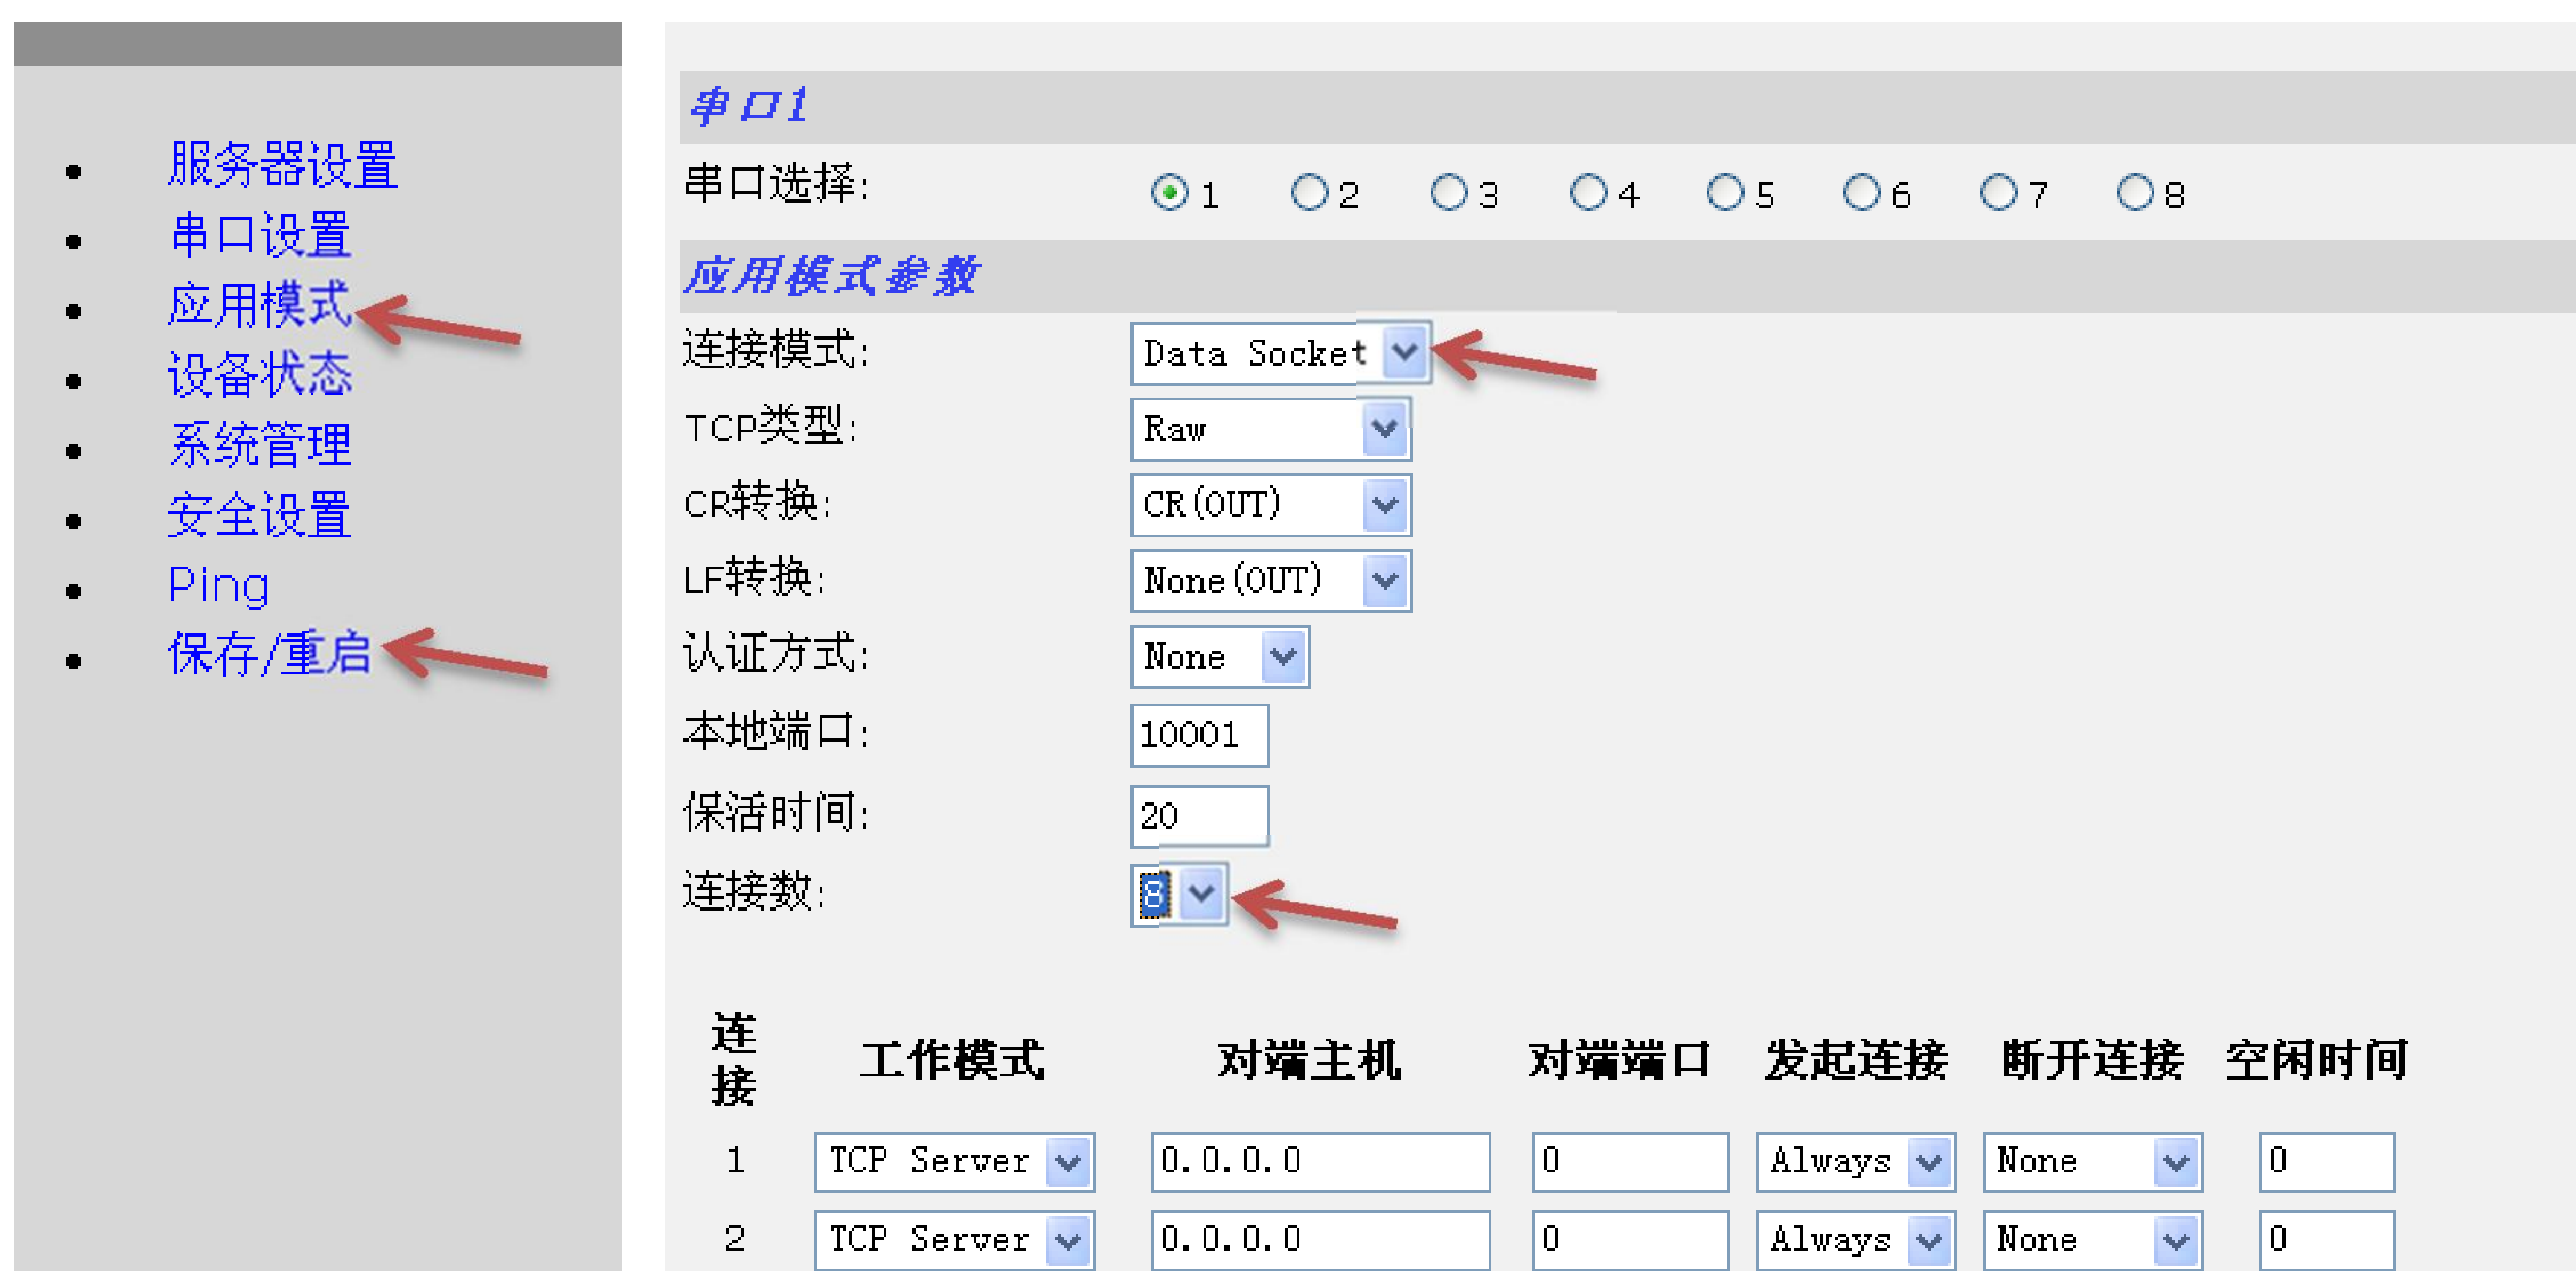 服务器设置
串口设置
应用模式
设备状态
系统管理
安全设置
Ping
保存/重启
串口1
串口选择: 1 2 3 4 5 6 7 8
应用模式参数
连接模式: Data Socket
TCP类型: Raw
CR转换: CR(OUT)
LF转换: None(OUT)
认证方式: None
本地端口: 10001
保活时间: 20
连接数: 8
连接 工作模式 对端主机 对端端口 发起连接 断开连接 空闲时间
1 TCP Server 0.0.0.0 0 Always None 0
2 TCP Server 0.0.0.0 0 Always None 0